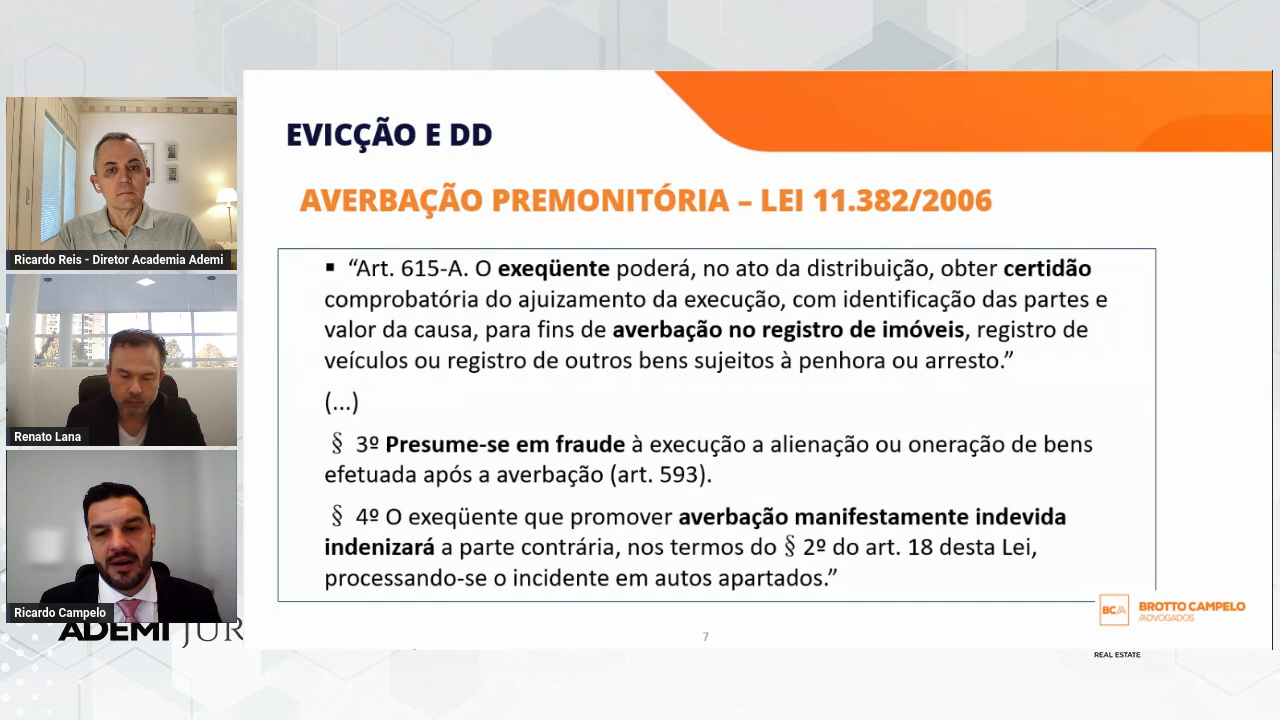 EVICÇÃO E DD
AVERBAÇÃO PREMONITÓRIA – LEI 11.382/2006
▪ “Art. 615-A. O exeqüente poderá, no ato da distribuição, obter certidão
comprobatória do ajuizamento da execução, com identificação das partes e
valor da causa, para fins de averbação no registro de imóveis, registro de
veículos ou registro de outros bens sujeitos à penhora ou arresto.”
(...)
§ 3º Presume-se em fraude à execução a alienação ou oneração de bens
efetuada após a averbação (art. 593).
§ 4º O exeqüente que promover averbação manifestamente indevida
indenizará a parte contrária, nos termos do § 2º do art. 18 desta Lei,
processando-se o incidente em autos apartados.”
BC/A BROTTO CAMPELO
/ADVOGADOS
7
REAL ESTATE
Ricardo Reis - Diretor Academia Ademi
Renato Lana
Ricardo Campelo
ADEMI JUR